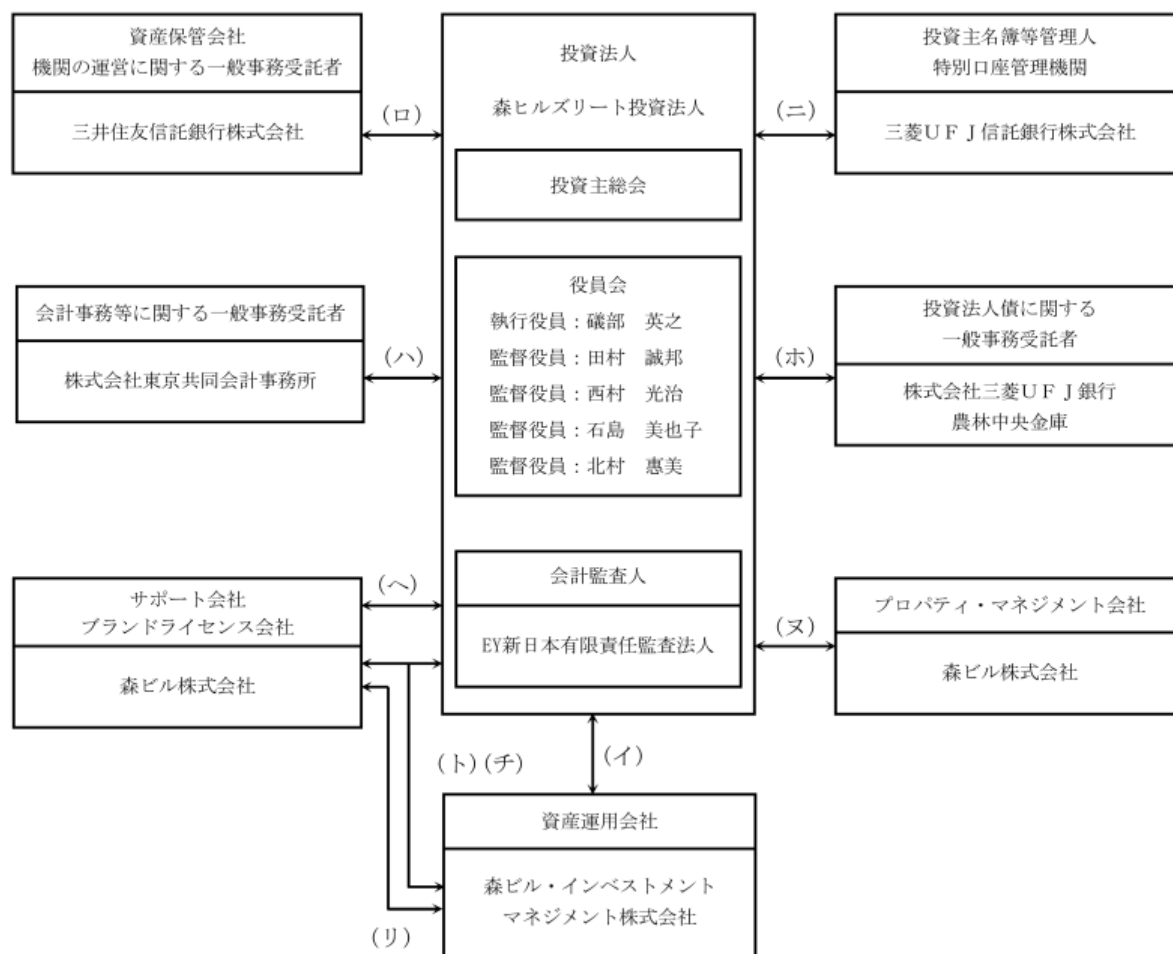 資産保管会社
機関の運営に関する一般事務受託者
三井住友信託銀行株式会社
(ロ)
投資法人
森ヒルズリート投資法人
投資主総会
役員会
執行役員:磯部 英之
監督役員:田村 誠邦
監督役員:西村 光治
監督役員:石島 美也子
監督役員:北村 惠美
会計監査人
EY新日本有限責任監査法人
(ニ)
投資主名簿等管理人
特別口座管理機関
三菱UFJ信託銀行株式会社
会計事務等に関する一般事務受託者
株式会社東京共同会計事務所
(ハ)
(ホ)
投資法人債に関する
一般事務受託者
株式会社三菱UFJ銀行
農林中央金庫
サポート会社
ブランドライセンス会社
森ビル株式会社
(ヘ)
(ヌ)
プロパティ・マネジメント会社
森ビル株式会社
(ト)(チ)
(イ)
資産運用会社
森ビル・インベストメント
マネジメント株式会社
(リ)